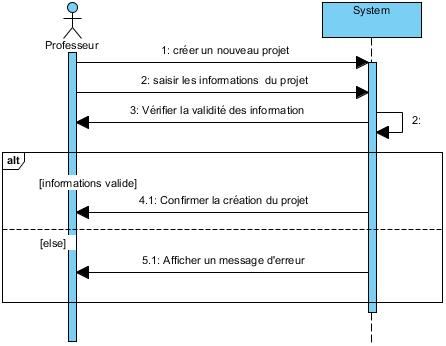 System
Professeur
1: créer un nouveau projet
2: saisir les informations du projet
3: Vérifier la validité des information
2:
alt
[informations valide]
4.1: Confirmer la création du projet
[else]
5.1: Afficher un message d'erreur